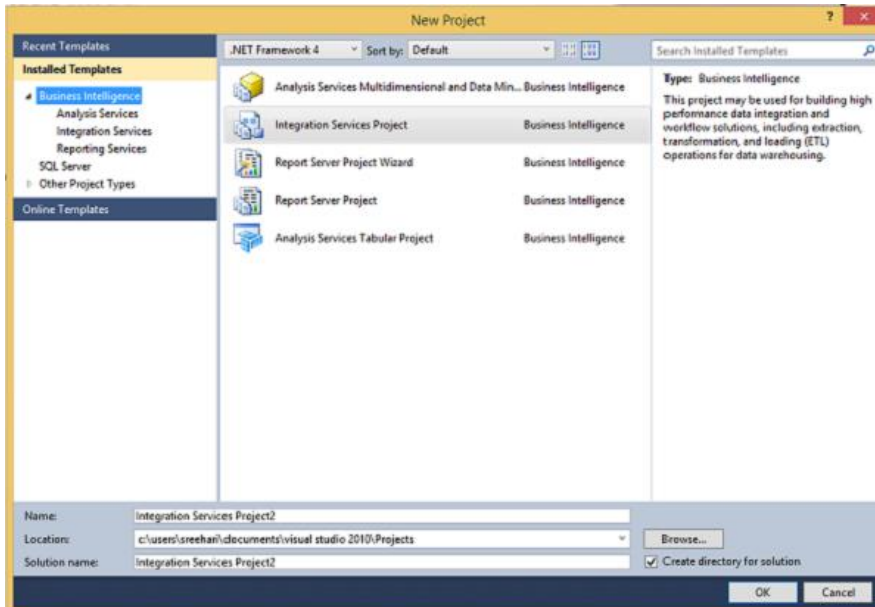 New Project
?
Recent Templates
Installed Templates
Business Intelligence
Analysis Services
Integration Services
Reporting Services
SQL Server
Other Project Types
Online Templates
.NET Framework 4
Sort by: Default
Analysis Services Multidimensional and Data Min... Business Intelligence
Integration Services Project Business Intelligence
Report Server Project Wizard Business Intelligence
Report Server Project Business Intelligence
Analysis Services Tabular Project Business Intelligence
Search Installed Templates
Type: Business Intelligence
This project may be used for building high
performance data integration and
workflow solutions, including extraction,
transformation, and loading (ETL)
operations for data warehousing.
Name: Integration Services Project2
Location: c:\users\sreehari\documents\visual studio 2010\Projects
Browse...
Solution name: Integration Services Project2
Create directory for solution
OK Cancel